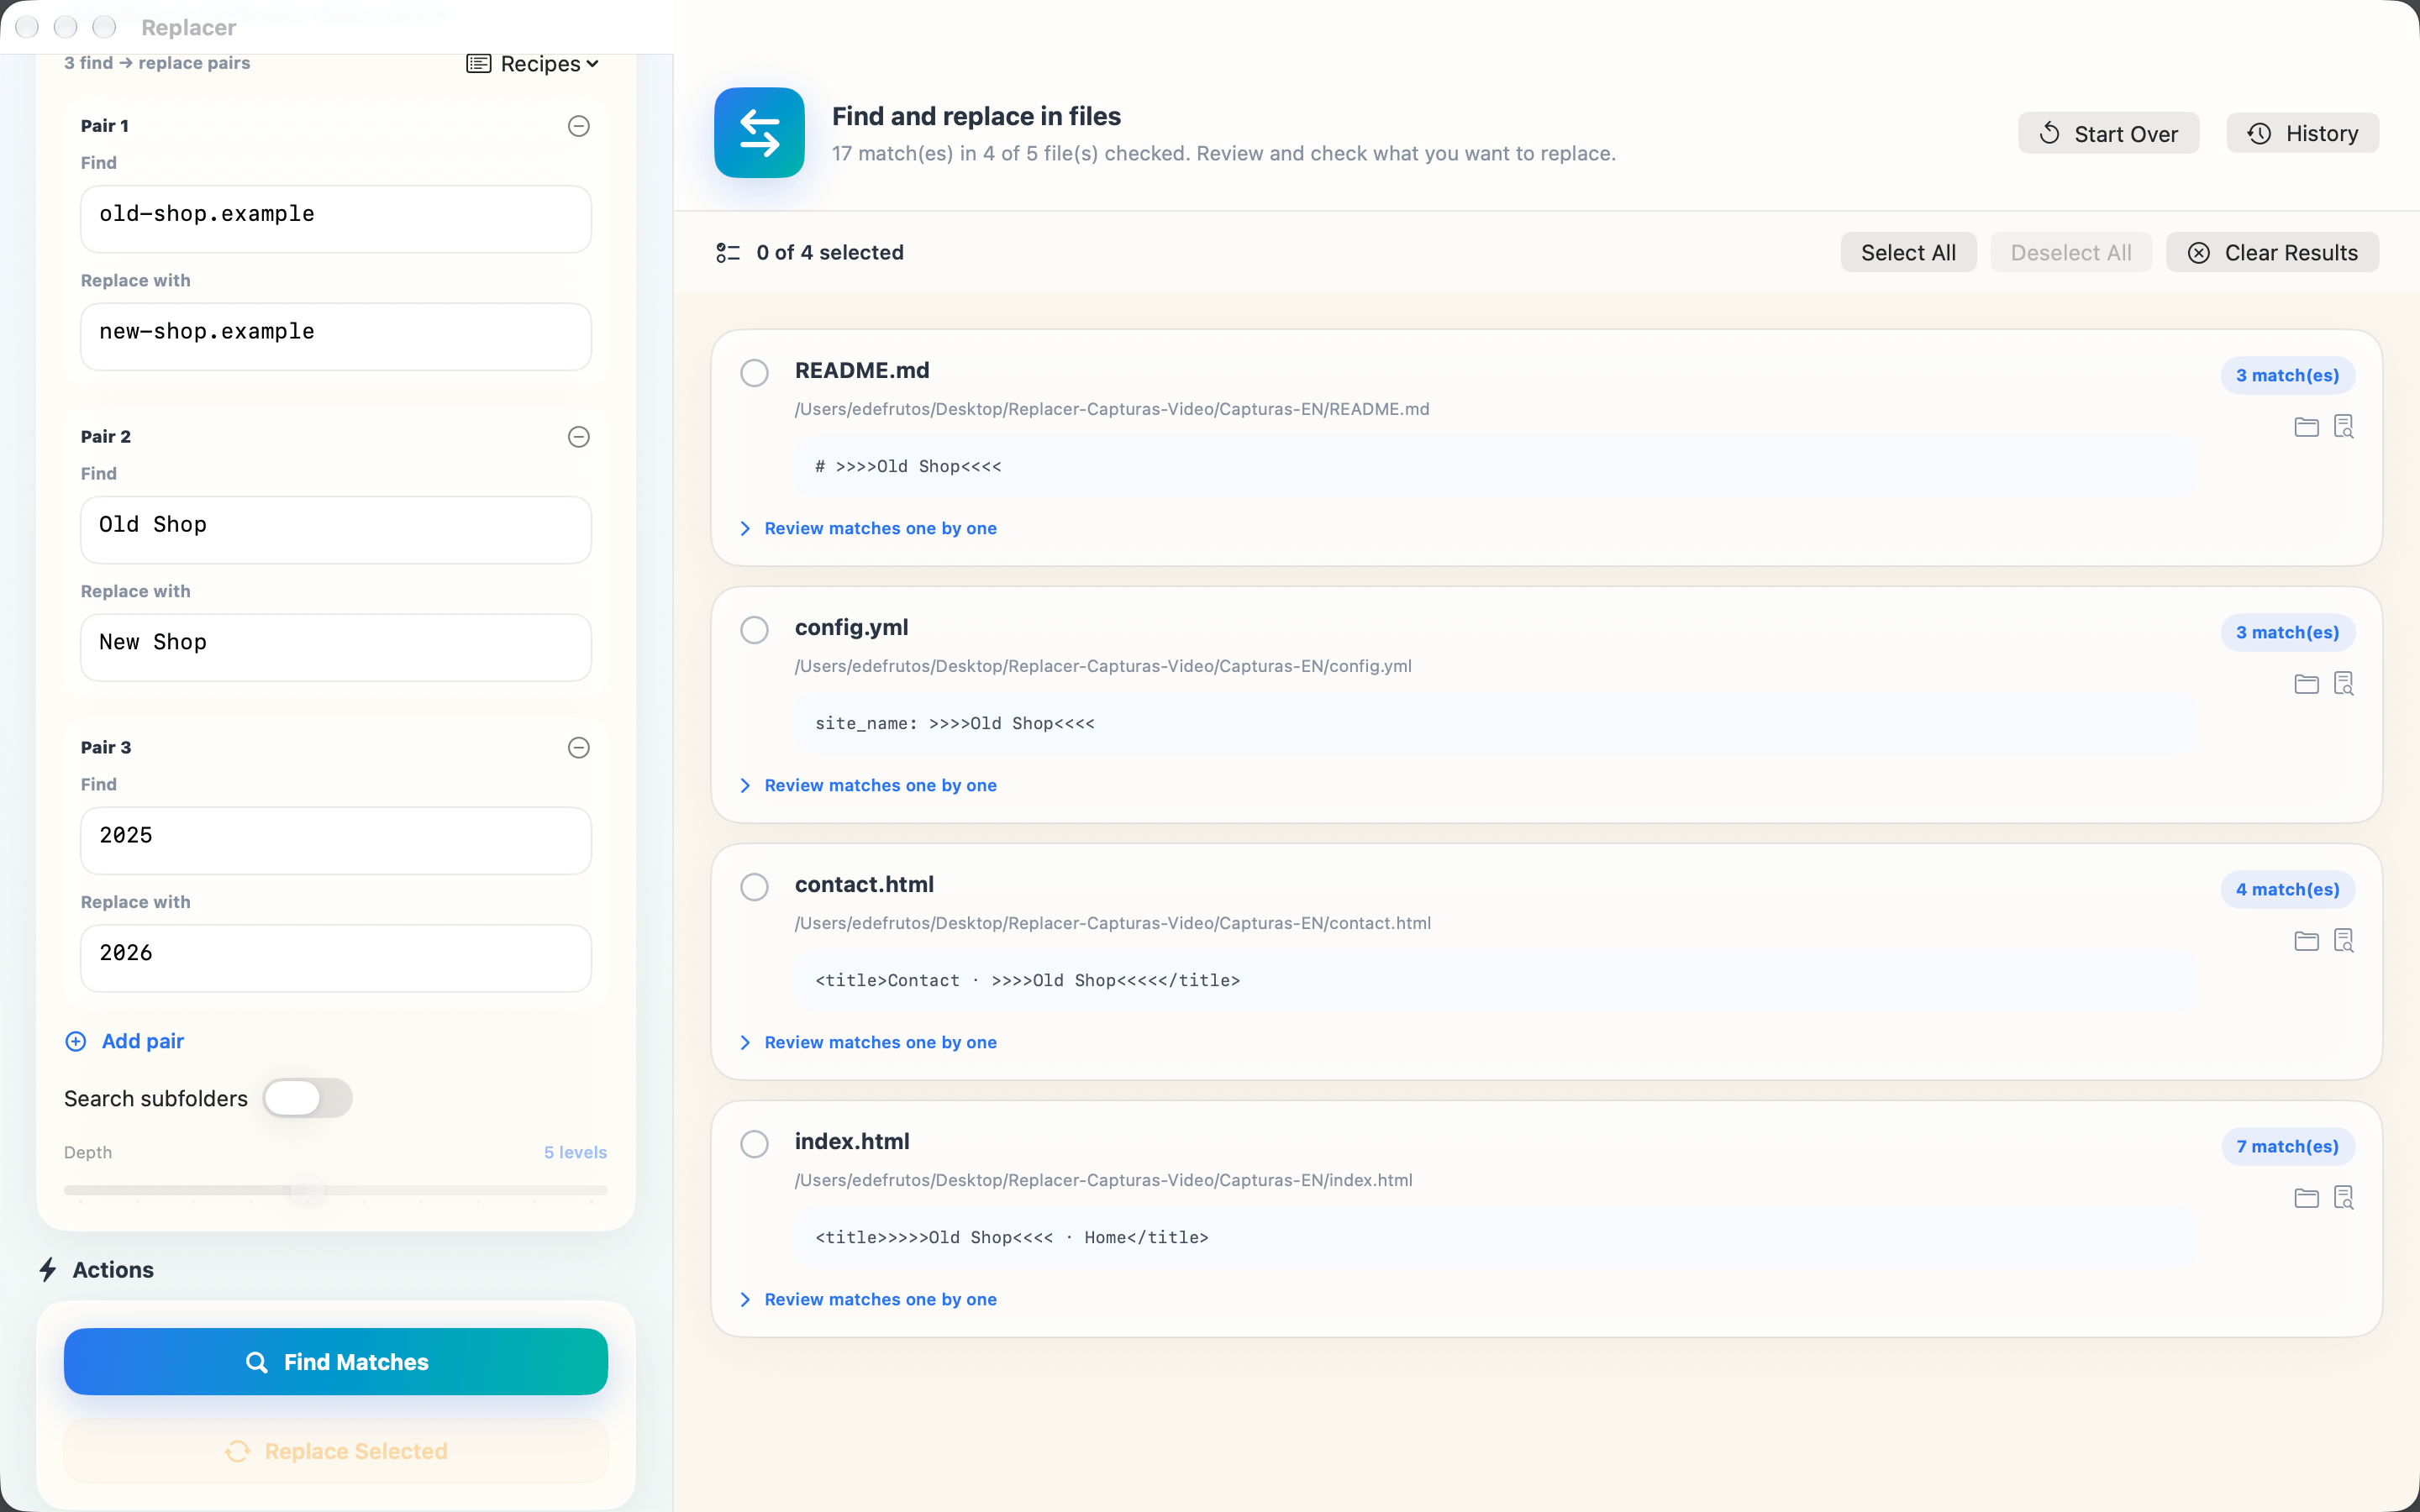 Replacer
3 find → replace pairs
Recipes
Pair 1
Find
old-shop.example
Replace with
new-shop.example
Pair 2
Find
Old Shop
Replace with
New Shop
Pair 3
Find
2025
Replace with
2026
Add pair
Search subfolders
Depth
5 levels
Actions
Find Matches
Replace Selected
Find and replace in files
17 match(es) in 4 of 5 file(s) checked. Review and check what you want to replace.
Start Over
History
0 of 4 selected
Select All
Deselect All
Clear Results
README.md
3 match(es)
/Users/edefrutos/Desktop/Replacer-Capturas-Video/Capturas-EN/README.md
# >>>>Old Shop<<<<
Review matches one by one
config.yml
3 match(es)
/Users/edefrutos/Desktop/Replacer-Capturas-Video/Capturas-EN/config.yml
site_name: >>>>Old Shop<<<<
Review matches one by one
contact.html
4 match(es)
/Users/edefrutos/Desktop/Replacer-Capturas-Video/Capturas-EN/contact.html
<title>Contact · >>>>Old Shop<<<<</title>
Review matches one by one
index.html
7 match(es)
/Users/edefrutos/Desktop/Replacer-Capturas-Video/Capturas-EN/index.html
<title>>>>>Old Shop<<<< · Home</title>
Review matches one by one